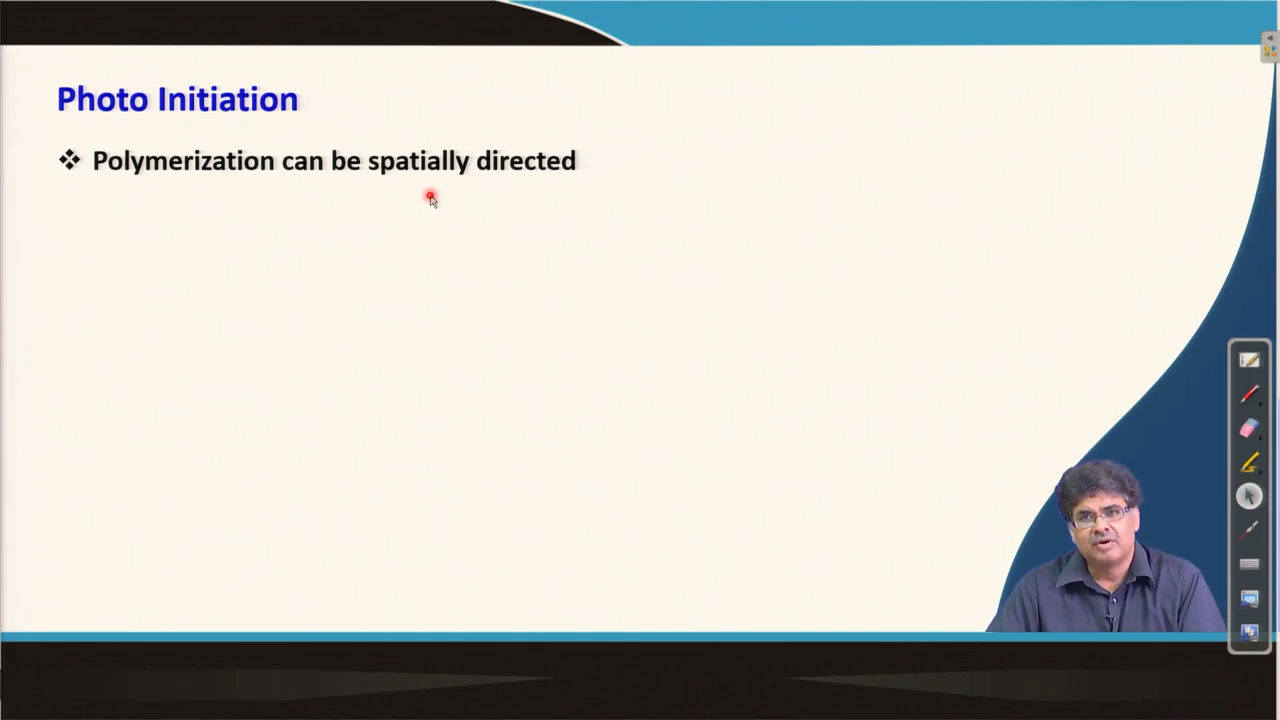 Photo Initiation
❖ Polymerization can be spatially directed